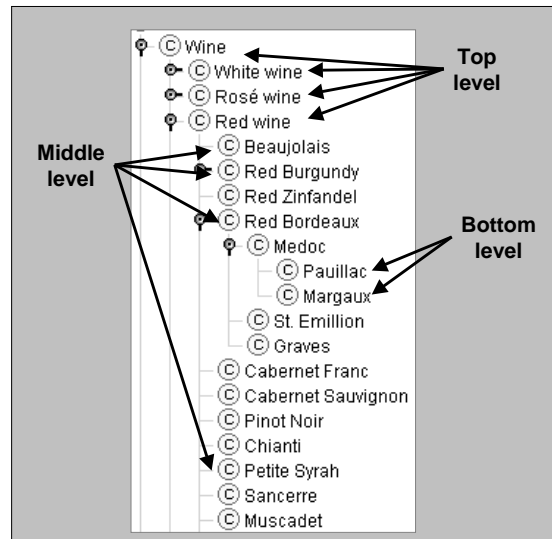 Wine
White wine
Rosé wine
Red wine
Beaujolais
Red Burgundy
Red Zinfandel
Red Bordeaux
Medoc
Pauillac
Margaux
St. Emillion
Graves
Cabernet Franc
Cabernet Sauvignon
Pinot Noir
Chianti
Petite Syrah
Sancerre
Muscadet
Top
level
Middle
level
Bottom
level